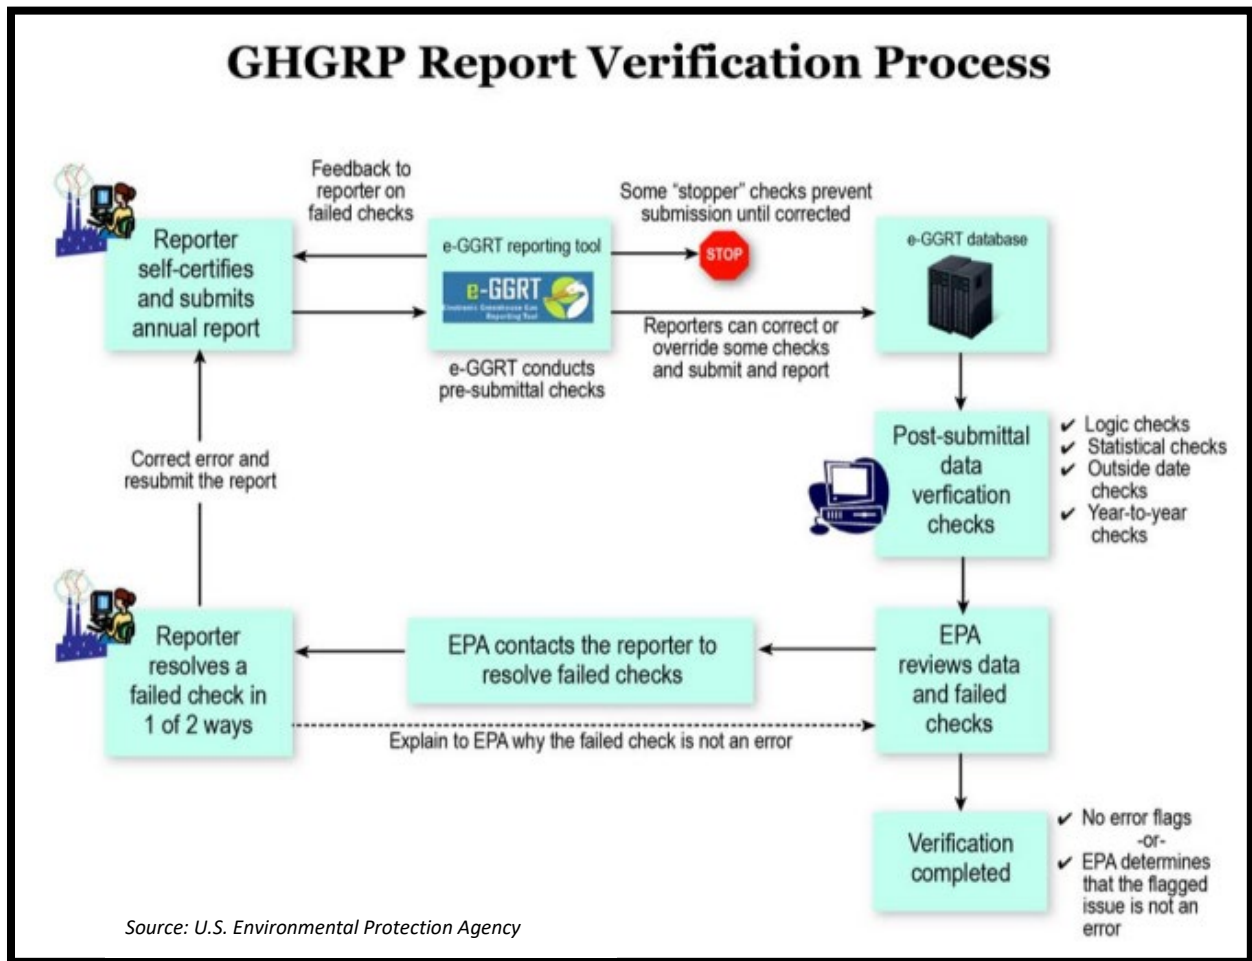 GHGRP Report Verification Process
Feedback to
reporter on
failed checks
Some “stopper” checks prevent
submission until corrected
Reporter
self-certifies
and submits
annual report
e-GGRT reporting tool
e-GGRT
Electronic Greenhouse Gas
Reporting Tool
STOP
e-GGRT database
e-GGRT conducts
pre-submittal checks
Reporters can correct or
override some checks
and submit and report
Post-submittal
data
verfication
checks
✔ Logic checks
✔ Statistical checks
✔ Outside date
checks
✔ Year-to-year
checks
Correct error and
resubmit the report
Reporter
resolves a
failed check in
1 of 2 ways
EPA contacts the reporter to
resolve failed checks
EPA
reviews data
and failed
checks
Explain to EPA why the failed check is not an error
Verification
completed
✔ No error flags
-or-
✔ EPA determines
that the flagged
issue is not an
error
Source: U.S. Environmental Protection Agency